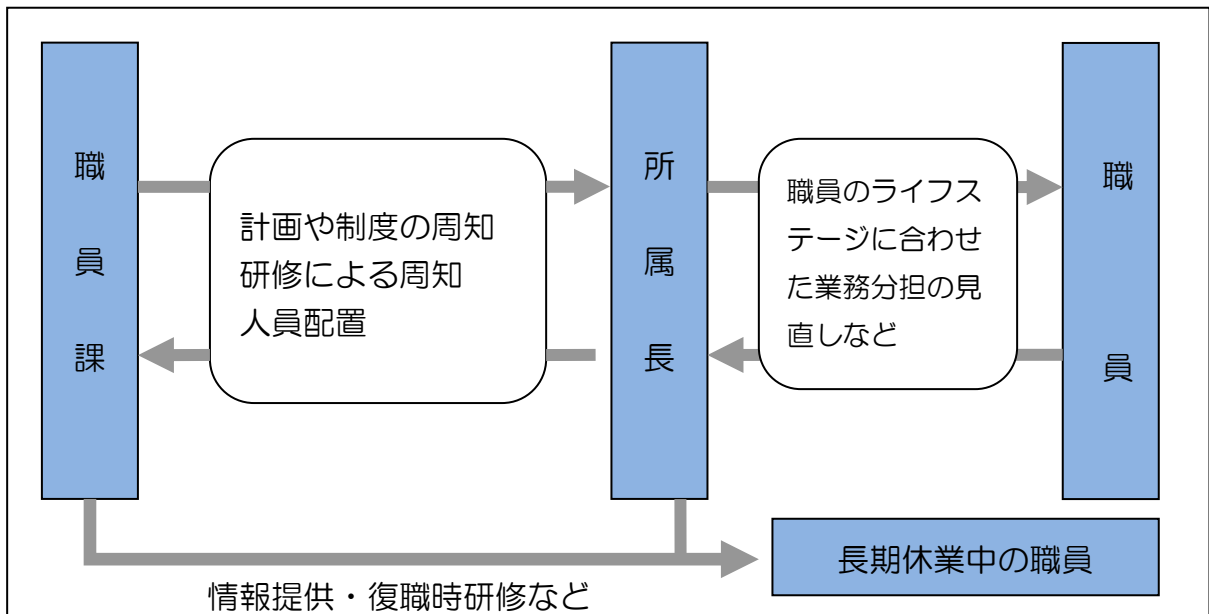 職員課
計画や制度の周知
研修による周知
人員配置
所属長
職員のライフス
テージに合わせ
た業務分担の見
直しなど
職員
長期休業中の職員
情報提供・復職時研修など